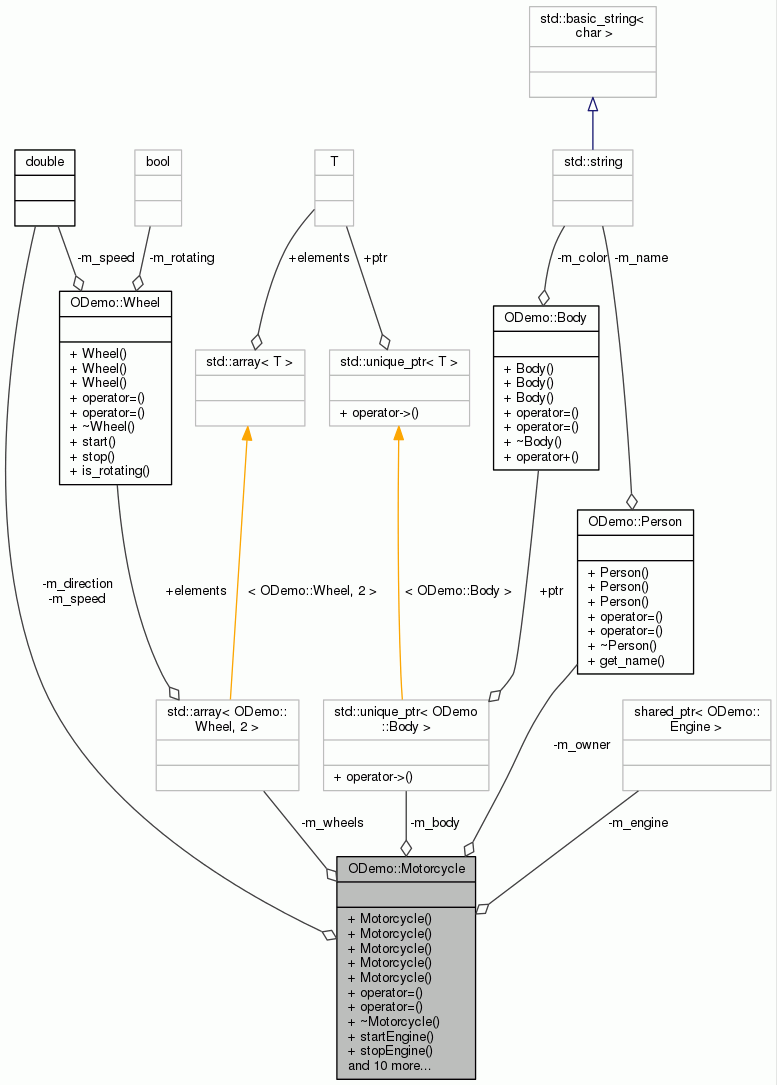 std::basic_string<
char >
double
bool
T
std::string
-m_speed
-m_rotating
+elements
+ptr
-m_color
-m_name
ODemo::Wheel
+ Wheel()
+ Wheel()
+ Wheel()
+ operator=()
+ operator=()
+ ~Wheel()
+ start()
+ stop()
+ is_rotating()
std::array< T >
std::unique_ptr< T >
+ operator->()
ODemo::Body
+ Body()
+ Body()
+ Body()
+ operator=()
+ operator=()
+ ~Body()
+ operator+()
ODemo::Person
+ Person()
+ Person()
+ Person()
+ operator=()
+ operator=()
+ ~Person()
+ get_name()
-m_direction
-m_speed
+elements
< ODemo::Wheel, 2 >
< ODemo::Body >
+ptr
std::array< ODemo::
Wheel, 2 >
std::unique_ptr< ODemo
::Body >
+ operator->()
shared_ptr< ODemo::
Engine >
-m_owner
-m_wheels
-m_body
-m_engine
ODemo::Motorcycle
+ Motorcycle()
+ Motorcycle()
+ Motorcycle()
+ Motorcycle()
+ Motorcycle()
+ operator=()
+ operator=()
+ ~Motorcycle()
+ startEngine()
+ stopEngine()
and 10 more...